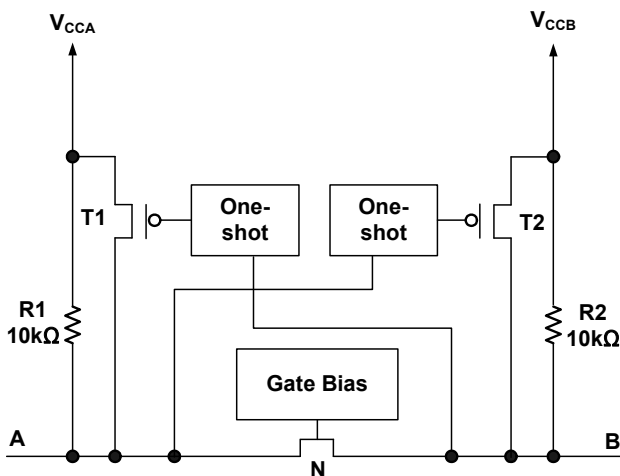 VCCA
VCCB
One-
shot
One-
shot
T1
T2
R1
10kΩ
R2
10kΩ
Gate Bias
A
B
N